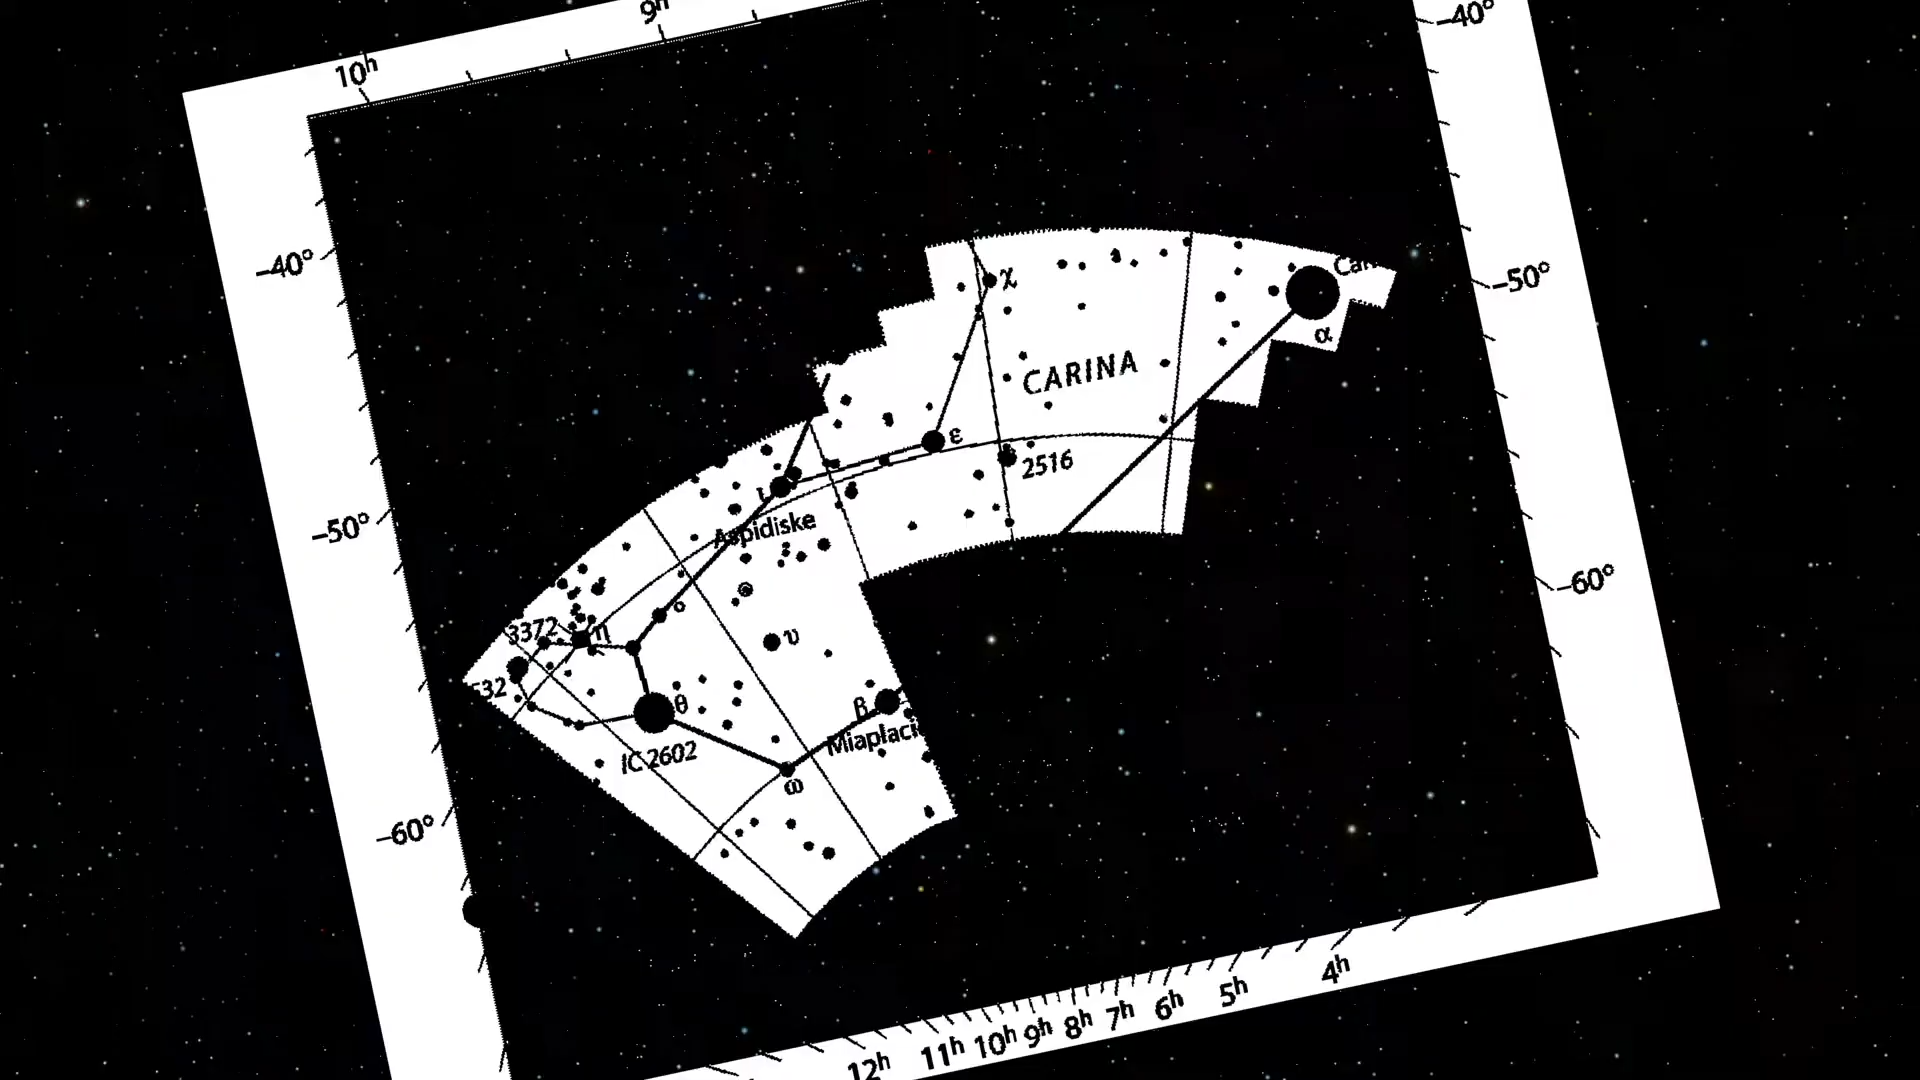 9h
10h
–40°
–40°
–50°
χ
α
CARINA
ε
2516
ι
Aspidiske
–50°
–60°
ο
3372
η
υ
θ
β
IC 2602
ω
–60°
4h
5h
6h
7h
8h
9h
10h
11h
12h